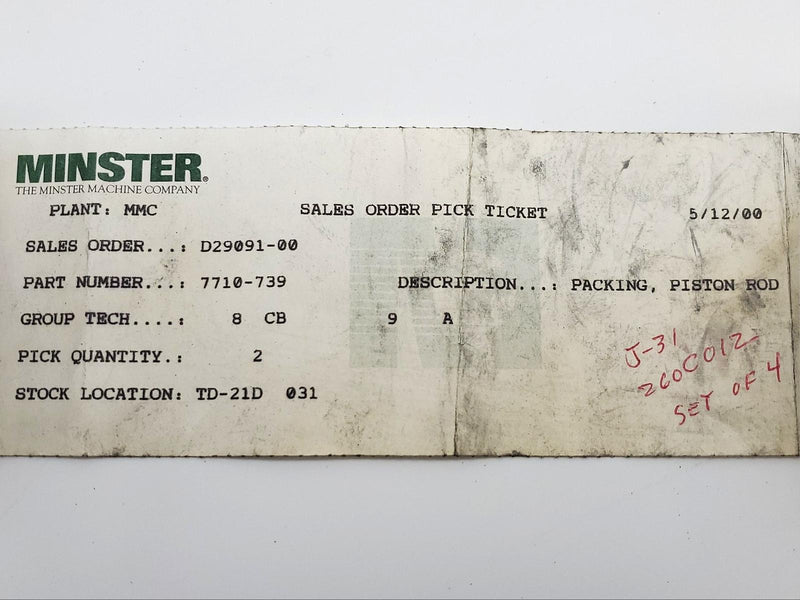 MINSTER®
THE MINSTER MACHINE COMPANY
PLANT: MMC SALES ORDER PICK TICKET 5/12/00
SALES ORDER...: D29091-00
PART NUMBER...: 7710-739 DESCRIPTION...: PACKING, PISTON ROD
GROUP TECH....: 8 CB 9 A
PICK QUANTITY.: 2
STOCK LOCATION: TD-21D 031
J-31
260C012
SET OF 4